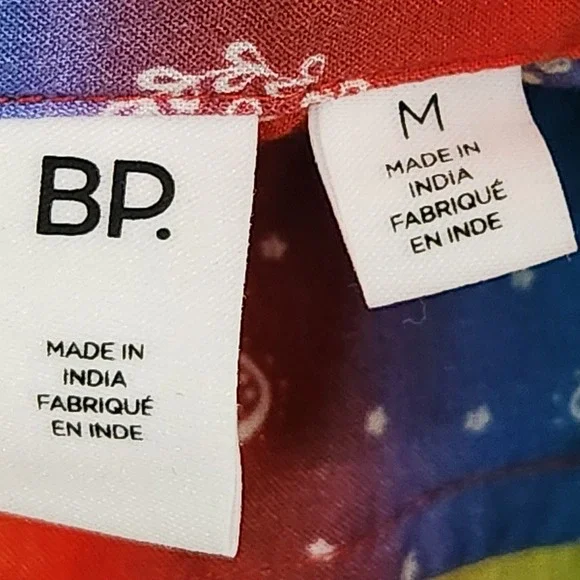 BP.
MADE IN
INDIA
FABRIQUÉ
EN INDE
M
MADE IN
INDIA
FABRIQUÉ
EN INDE